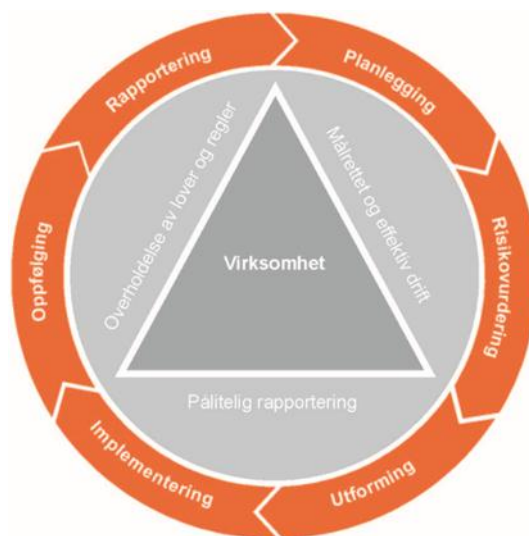 Planlegging
Risikovurdering
Utforming
Implementering
Oppfølging
Rapportering
Overholdelse av lover og regler
Målrettet og effektiv drift
Virksomhet
Pålitelig rapportering